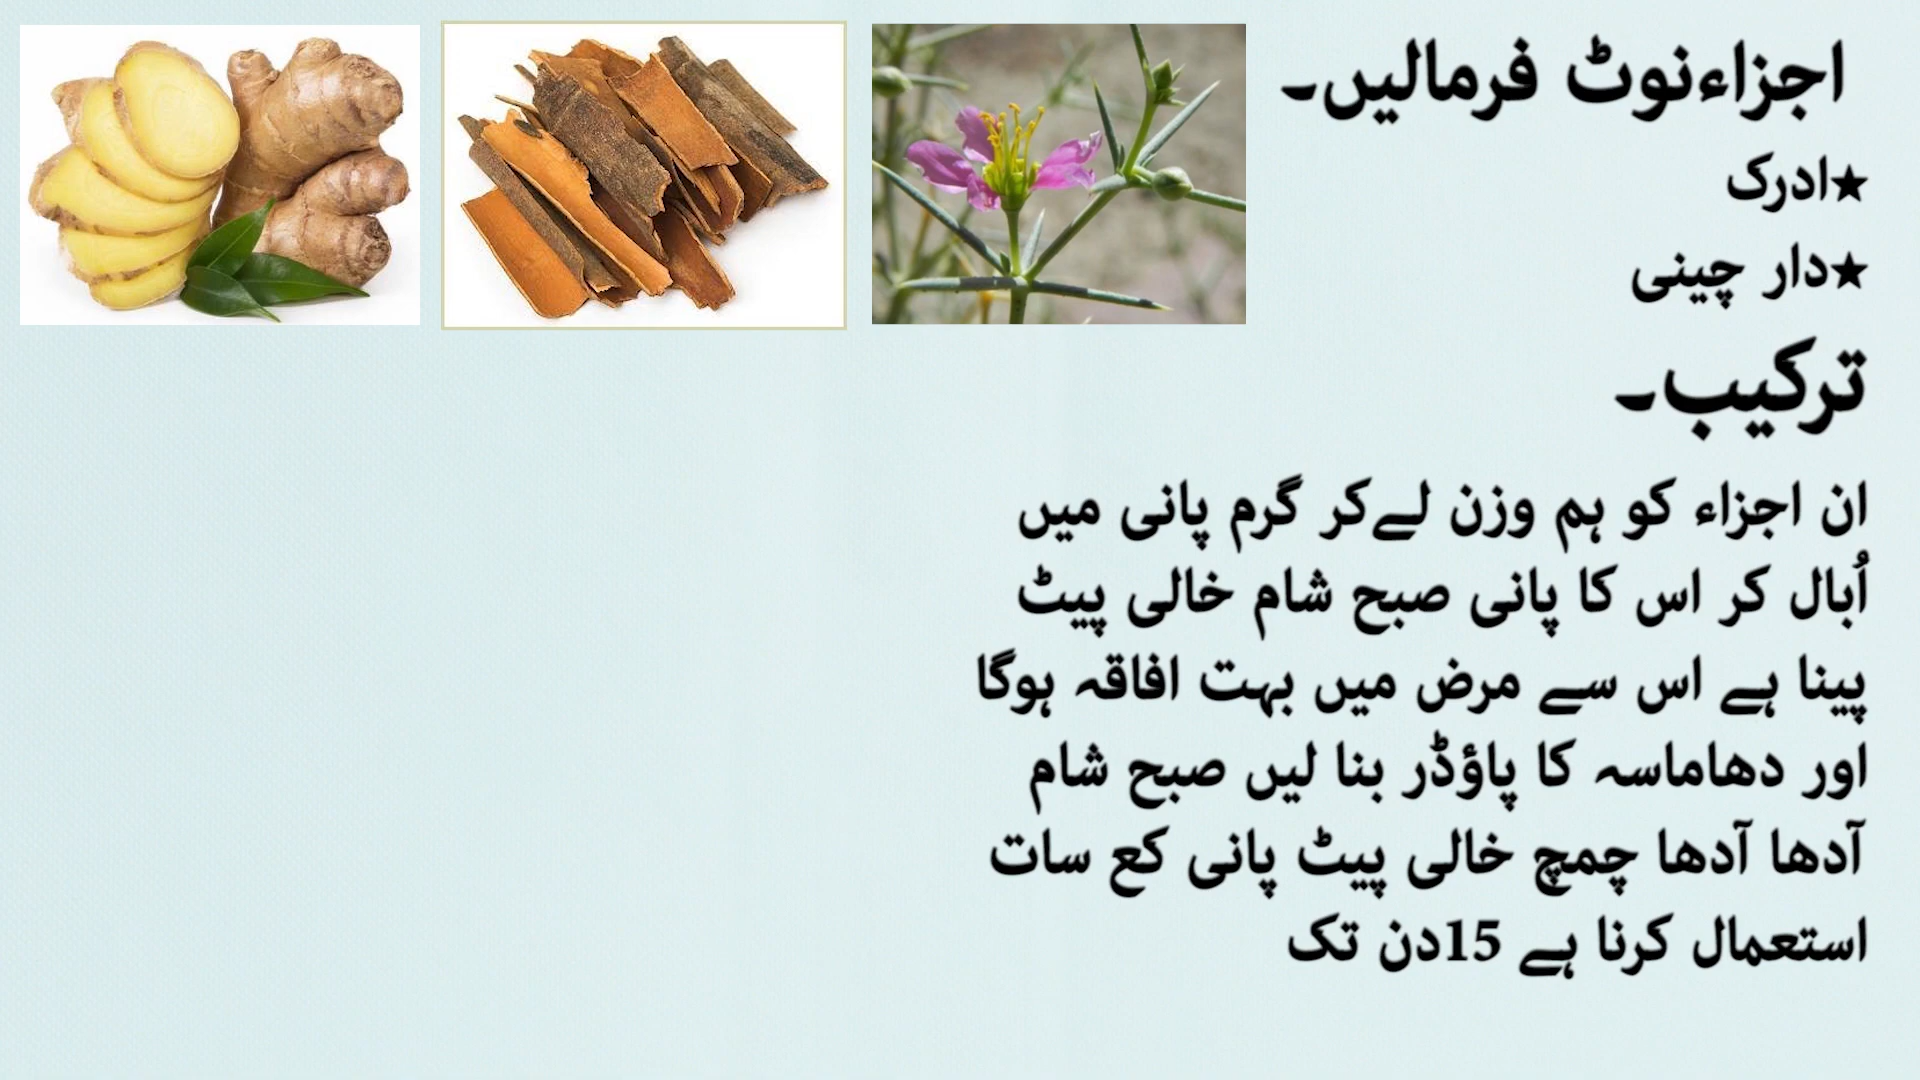 اجزاءنوٹ فرمالیں۔
★ادرک
★دار چینی
ترکیب۔
ان اجزاء کو ہم وزن لےکر گرم پانی میں
اُبال کر اس کا پانی صبح شام خالی پیٹ
پینا ہے اس سے مرض میں بہت افاقہ ہوگا
اور دھاماسہ کا پاؤڈر بنا لیں صبح شام
آدھا آدھا چمچ خالی پیٹ پانی کع سات
استعمال کرنا ہے 15دن تک